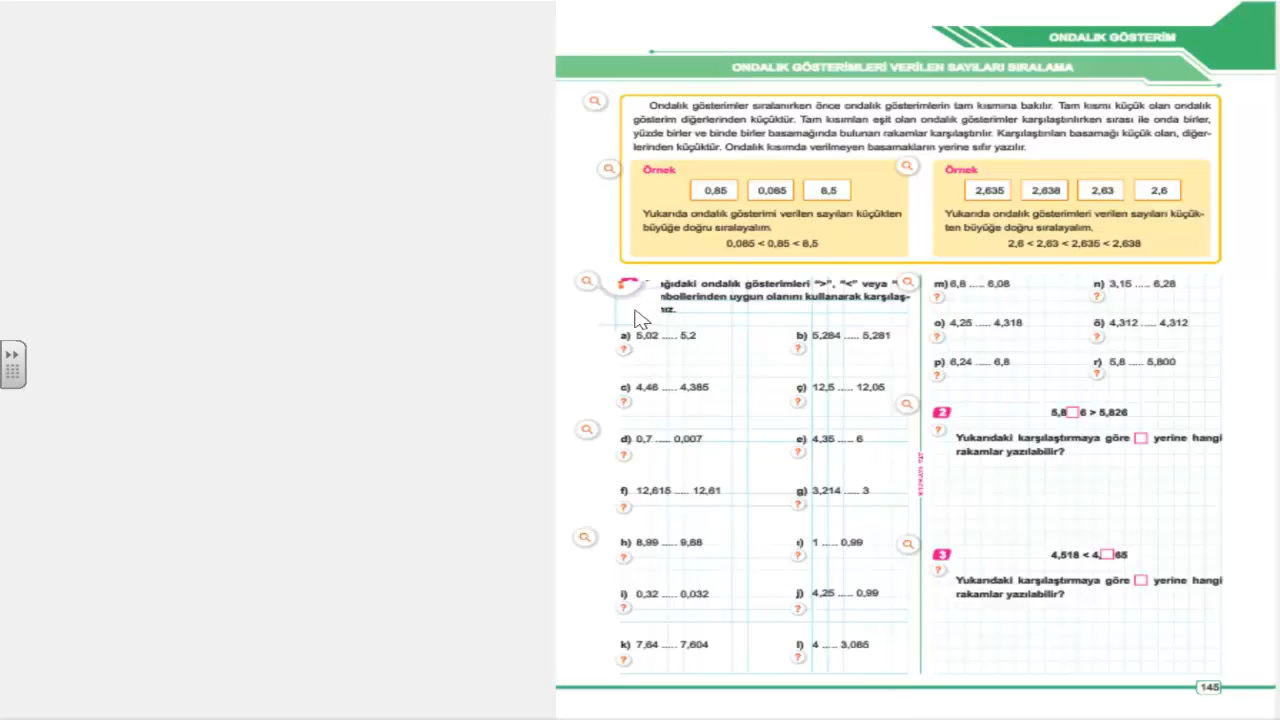 ONDALIK GÖSTERİM
ONDALIK GÖSTERİMLERİ VERİLEN SAYILARI SIRALAMA
Ondalık gösterimler sıralanırken önce ondalık gösterimlerin tam kısmına bakılır. Tam kısmı küçük olan ondalık
gösterim diğerlerinden küçüktür. Tam kısımları eşit olan ondalık gösterimler karşılaştırılırken sırası ile onda birler,
yüzde birler ve binde birler basamağında bulunan rakamlar karşılaştırılır. Karşılaştırılan basamağı küçük olan, diğer-
lerinden küçüktür. Ondalık kısımda verilmeyen basamakların yerine sıfır yazılır.
Örnek
0,85 0,085 8,5
Yukarıda ondalık gösterimi verilen sayıları küçükten
büyüğe doğru sıralayalım.
0,085 < 0,85 < 8,5
Örnek
2,635 2,638 2,63 2,6
Yukarıda ondalık gösterimleri verilen sayıları küçük-
ten büyüğe doğru sıralayalım.
2,6 < 2,63 < 2,635 < 2,638
ondalık gösterimleri “>”, “<” veya
uygun olanını kullanarak karşılaş-
a) 5,02 ..... 5,2
b) 5,284 ..... 5,281
c) 4,46 ..... 4,385
ç) 12,5 ..... 12,05
d) 0,7 ..... 0,007
e) 4,35 ..... 6
f) 12,615 ..... 12,61
g) 3,214 ..... 3
h) 8,99 ..... 9,88
ı) 1 ..... 0,99
i) 0,32 ..... 0,032
j) 4,25 ..... 0,99
k) 7,64 ..... 7,604
l) 4 ..... 3,085
m) 6,8 ..... 6,08
n) 3,15 ..... 6,28
o) 4,25 ..... 4,318
ö) 4,312 ..... 4,312
p) 6,24 ..... 6,8
r) 5,8 ..... 5,800
2
5,8□6 > 5,826
Yukarıdaki karşılaştırmaya göre □ yerine hangi
rakamlar yazılabilir?
3
4,518 < 4,□65
Yukarıdaki karşılaştırmaya göre □ yerine hangi
rakamlar yazılabilir?
145